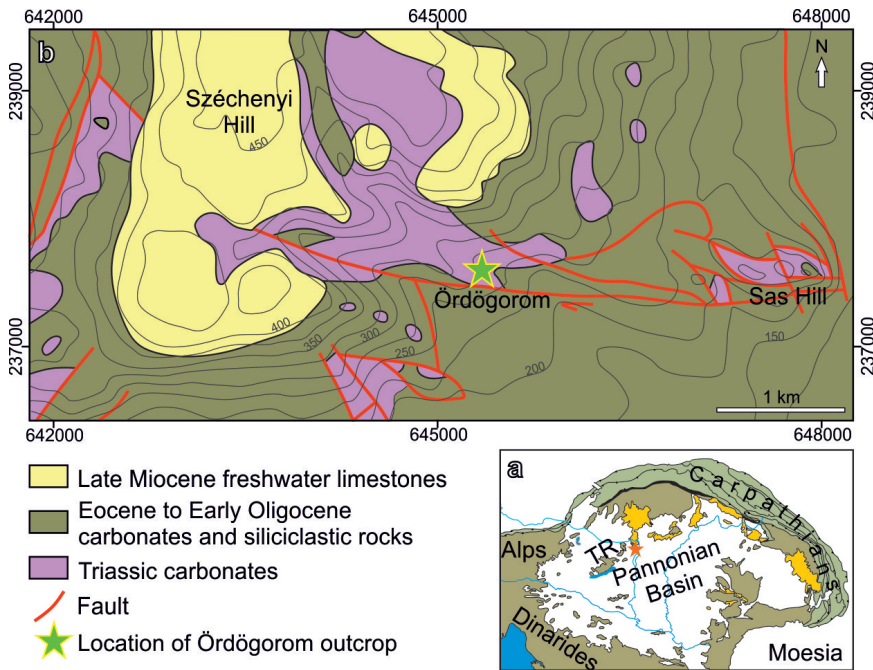 642000 645000 648000
b
N
239000
239000
Széchenyi
Hill
450
Ördögorom
Sas Hill
237000
237000
400
350
300
250
200
150
1 km
642000 645000 648000
Late Miocene freshwater limestones
Eocene to Early Oligocene
carbonates and siliciclastic rocks
Triassic carbonates
Fault
Location of Ördögorom outcrop
a
Carpathians
Alps
TR
Pannonian
Basin
Dinarides
Moesia